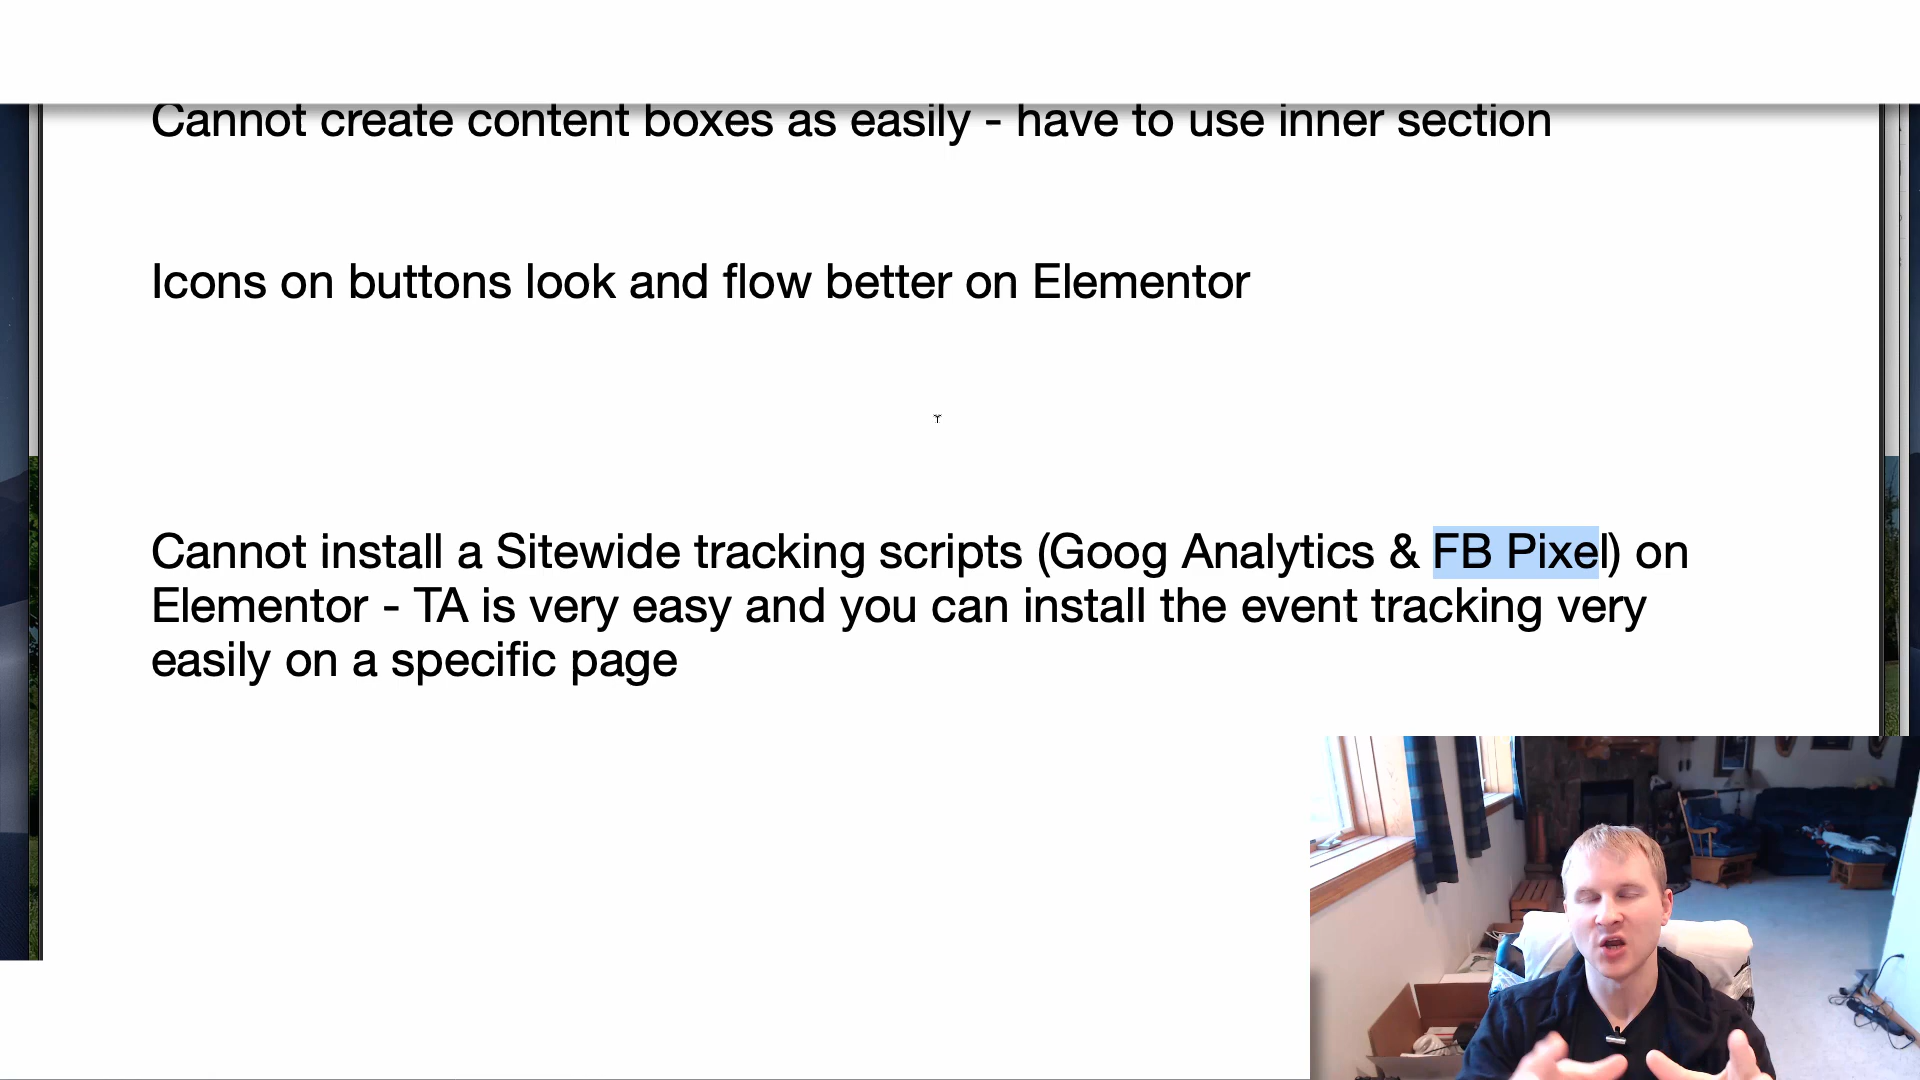 Cannot create content boxes as easily - have to use inner section
Icons on buttons look and flow better on Elementor
Cannot install a Sitewide tracking scripts (Goog Analytics & FB Pixel) on
Elementor - TA is very easy and you can install the event tracking very
easily on a specific page